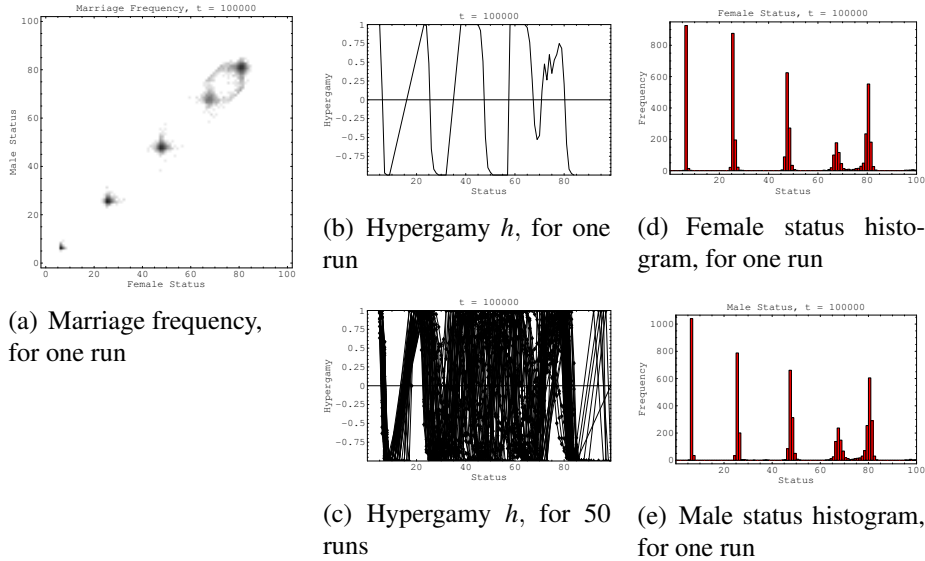 Marriage Frequency, t = 100000
Male Status
0
20
40
60
80
0
20
40
60
80
100
Female Status
(a) Marriage frequency,
for one run
t = 100000
Hypergamy
1
0.75
0.5
0.25
0
−0.25
−0.5
−0.75
20
40
60
80
Status
(b) Hypergamy h, for one
run
t = 100000
Hypergamy
1
0.75
0.5
0.25
0
−0.25
−0.5
−0.75
20
40
60
80
Status
(c) Hypergamy h, for 50
runs
Female Status, t = 100000
Frequency
800
600
400
200
0
20
40
60
80
100
Status
(d) Female status histo-
gram, for one run
Male Status, t = 100000
Frequency
1000
800
600
400
200
0
20
40
60
80
100
Status
(e) Male status histogram,
for one run